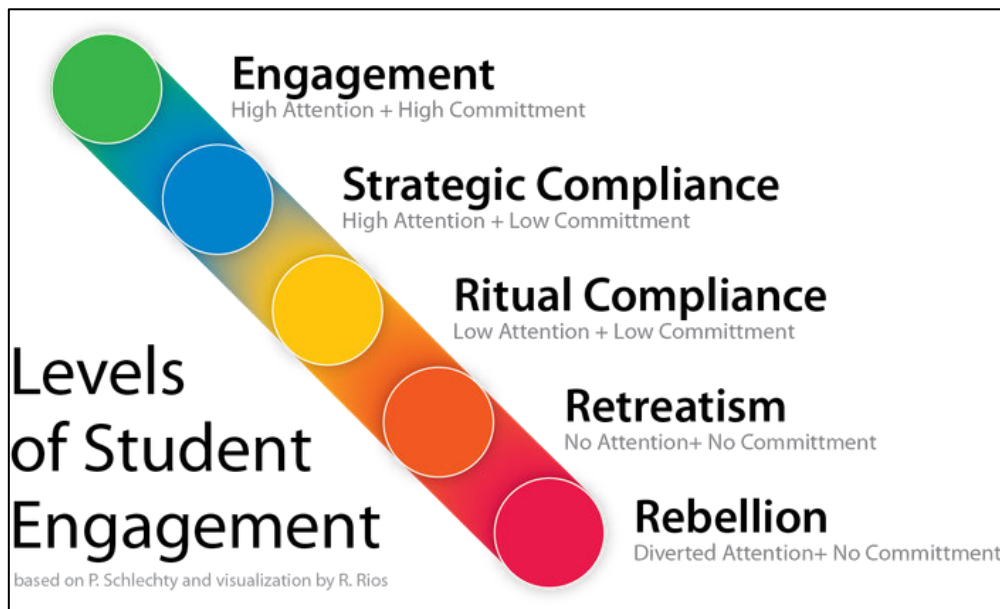 Engagement
High Attention + High Committment
Strategic Compliance
High Attention + Low Committment
Ritual Compliance
Low Attention + Low Committment
Retreatism
No Attention+ No Committment
Rebellion
Diverted Attention+ No Committment
Levels
of Student
Engagement
based on P. Schlechty and visualization by R. Rios